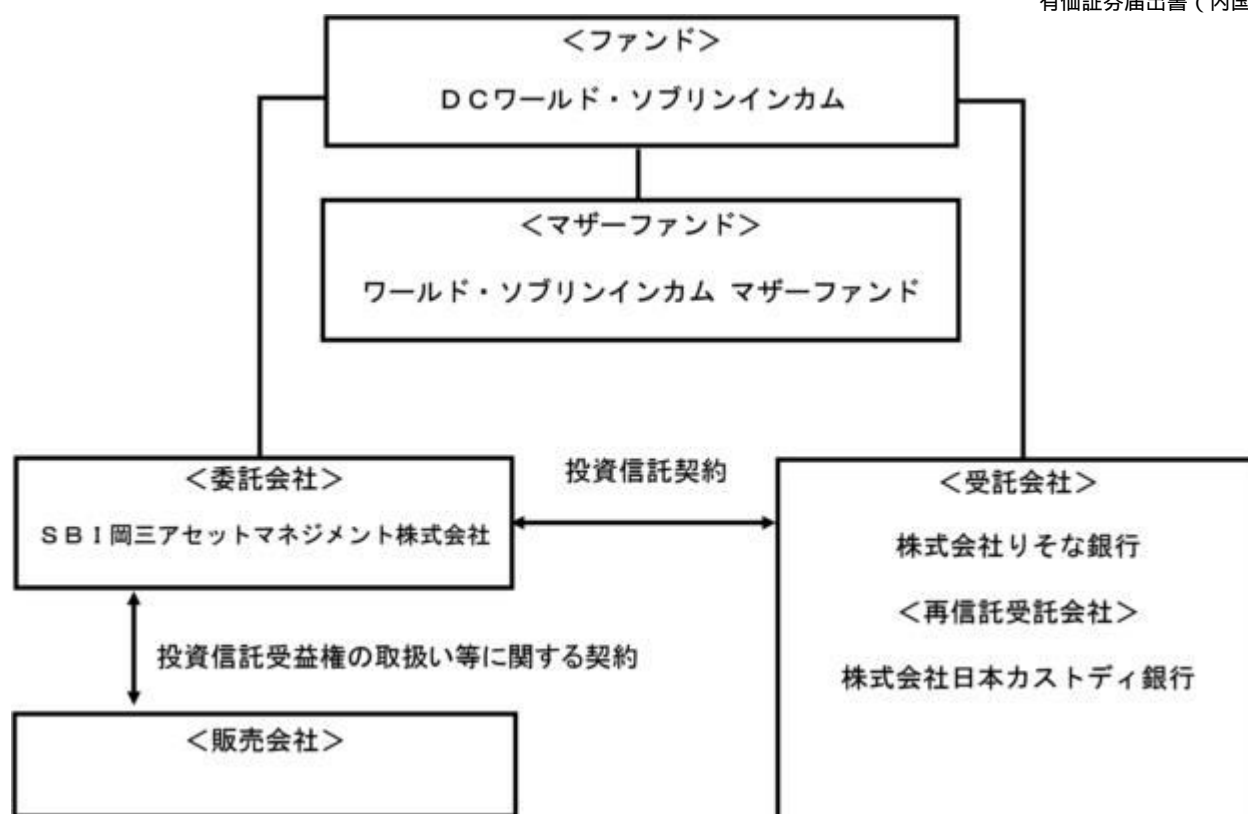 有価証券届出書（内国
＜ファンド＞
ＤＣワールド・ソブリンインカム
＜マザーファンド＞
ワールド・ソブリンインカム マザーファンド
＜委託会社＞
ＳＢＩ岡三アセットマネジメント株式会社
投資信託契約
＜受託会社＞
株式会社りそな銀行
＜再信託受託会社＞
株式会社日本カストディ銀行
投資信託受益権の取扱い等に関する契約
＜販売会社＞